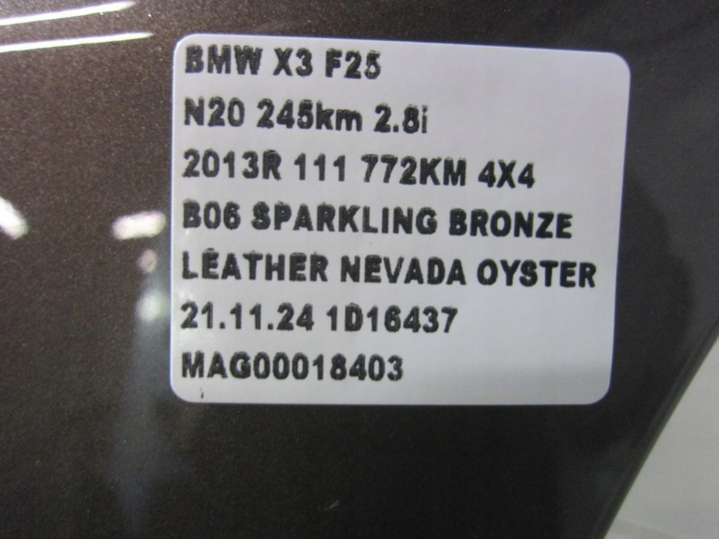 BMW X3 F25
N20 245km 2.8i
2013R 111 772KM 4X4
B06 SPARKLING BRONZE
LEATHER NEVADA OYSTER
21.11.24 1D16437
MAG00018403